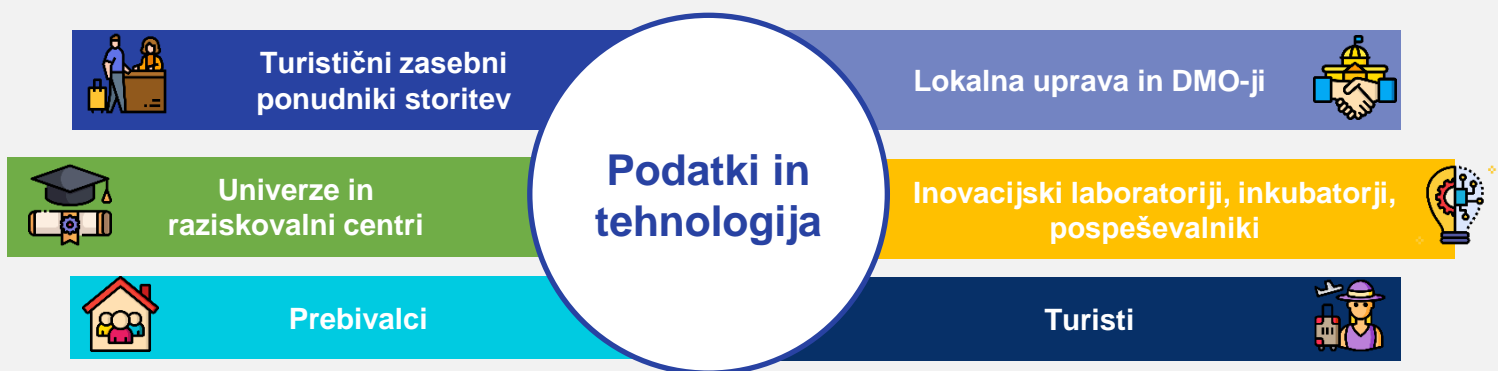 Turistični zasebni
ponudniki storitev
Lokalna uprava in DMO-ji
Podatki in
tehnologija
Univerze in
raziskovalni centri
Inovacijski laboratoriji, inkubatorji,
pospeševalniki
Prebivalci
Turisti